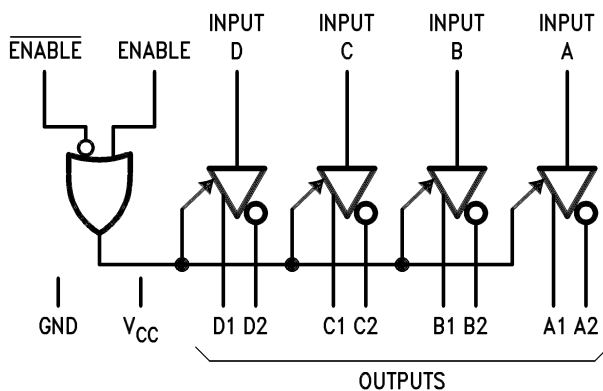 INPUT INPUT INPUT INPUT
ENABLE ENABLE D C B A
GND VCC D1 D2 C1 C2 B1 B2 A1 A2
OUTPUTS